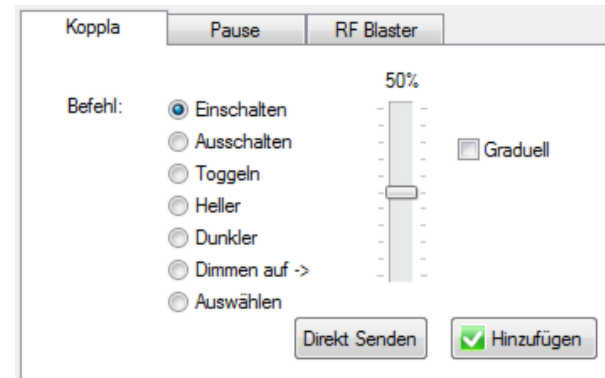 Koppla Pause RF Blaster
50%
Befehl: Einschalten
Ausschalten
Graduell
Toggeln
Heller
Dunkler
Dimmen auf ->
Auswählen
Direkt Senden Hinzufügen